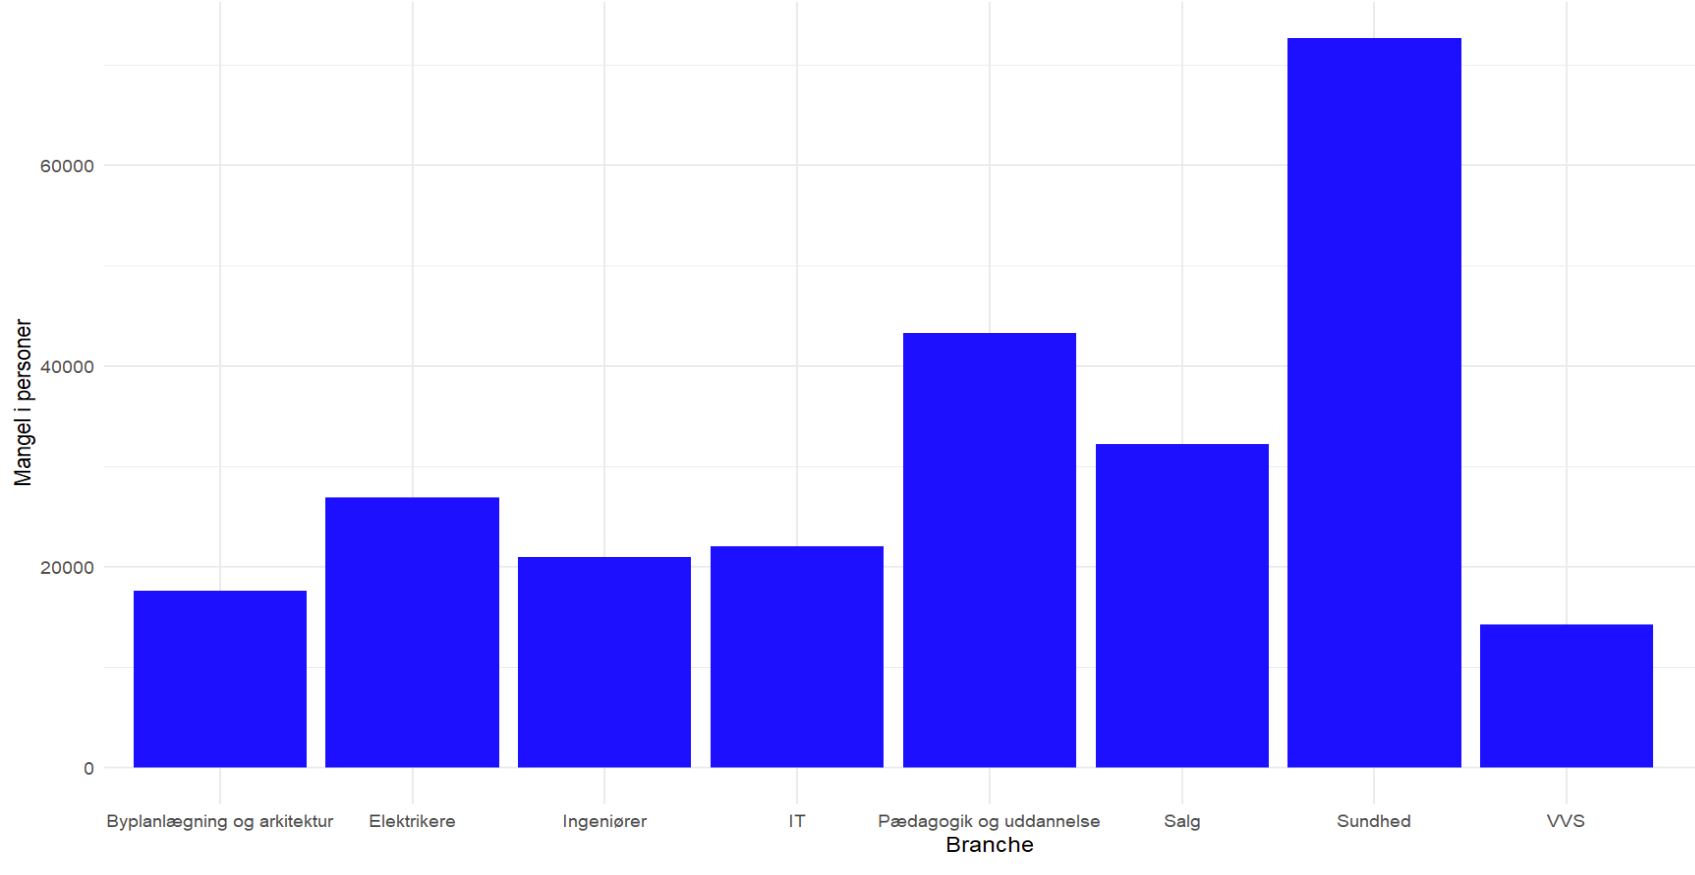 Mangel i personer
60000
40000
20000
0
Byplanlægning og arkitektur Elektrikere Ingeniører IT Pædagogik og uddannelse Salg Sundhed VVS
Branche